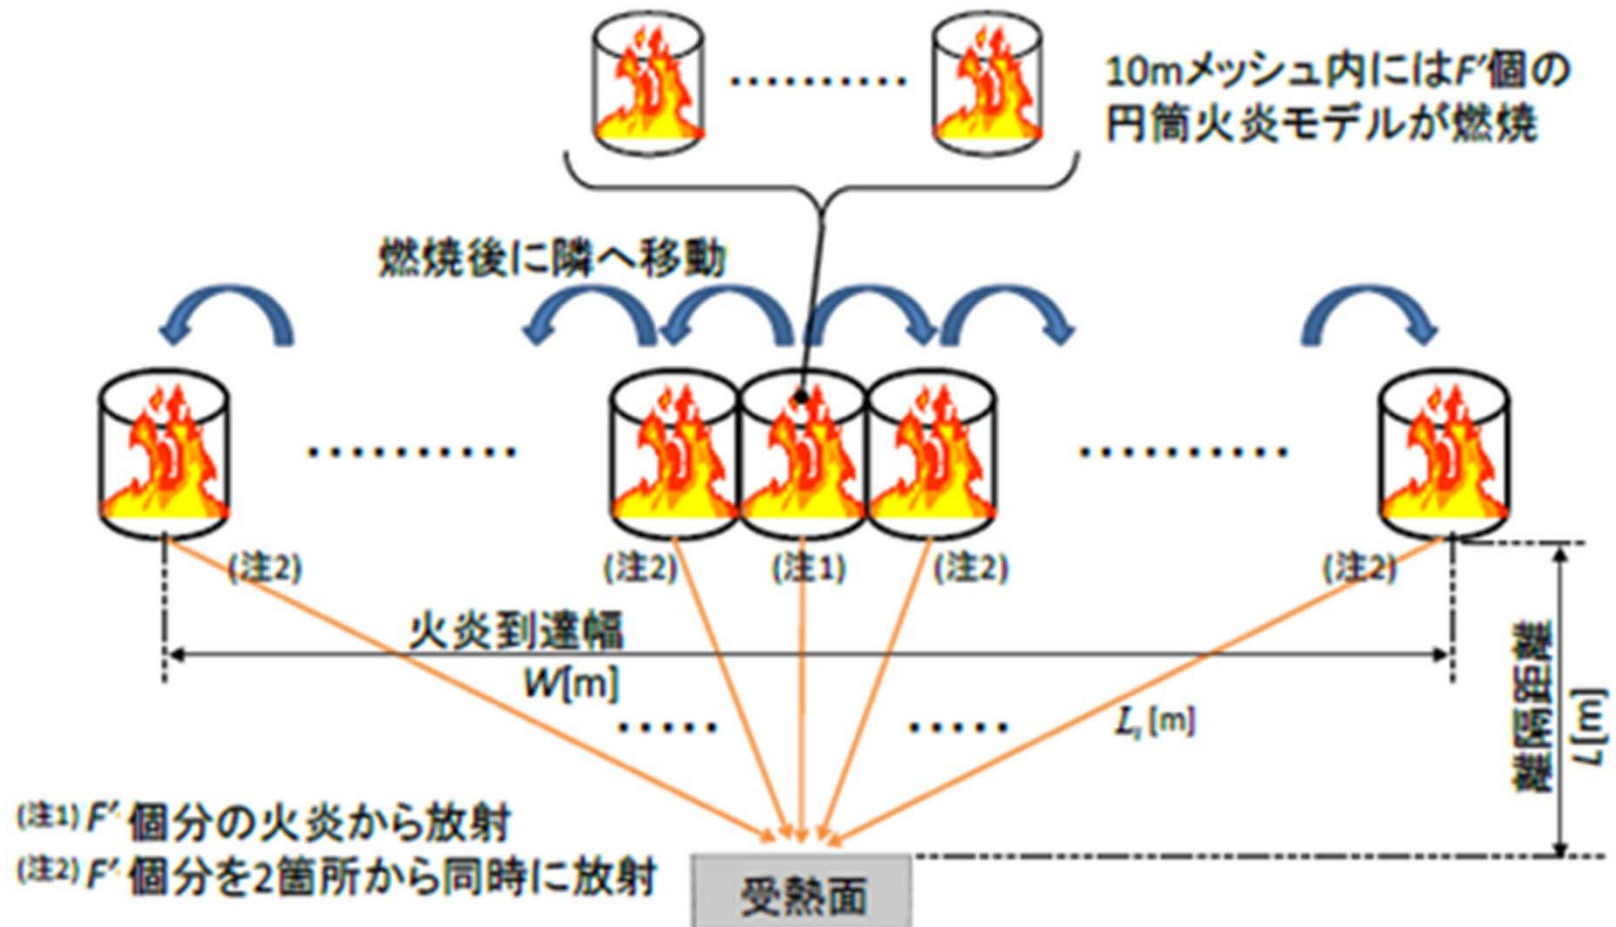 10mメッシュ内にはF'個の
円筒火炎モデルが燃焼
燃焼後に隣へ移動
(注2)
(注2)
(注1)
(注2)
(注2)
火炎到達幅
W[m]
Li [m]
離隔距離
L[m]
(注1) F' 個分の火炎から放射
(注2) F' 個分を2箇所から同時に放射
受熱面